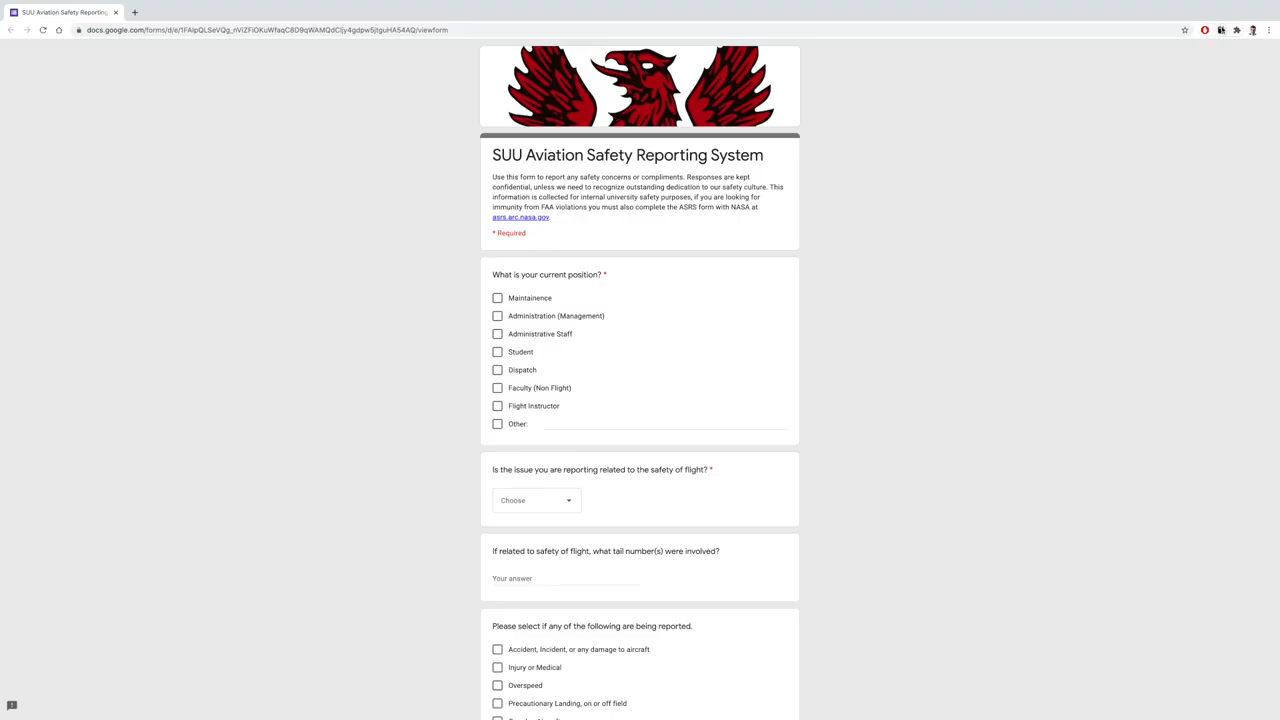 SUU Aviation Safety Reporting
docs.google.com/forms/d/e/1FAIpQLSeVQg_nViZFiOKuWfaqC8D9qWAMQdCljy4gdpw5jtguHA54AQ/viewform
SUU Aviation Safety Reporting System
Use this form to report any safety concerns or compliments. Responses are kept
confidential, unless we need to recognize outstanding dedication to our safety culture. This
information is collected for internal university safety purposes, if you are looking for
immunity from FAA violations you must also complete the ASRS form with NASA at
asrs.arc.nasa.gov.
* Required
What is your current position? *
Maintainence
Administration (Management)
Administrative Staff
Student
Dispatch
Faculty (Non Flight)
Flight Instructor
Other:
Is the issue you are reporting related to the safety of flight? *
Choose
If related to safety of flight, what tail number(s) were involved?
Your answer
Please select if any of the following are being reported.
Accident, Incident, or any damage to aircraft
Injury or Medical
Overspeed
Precautionary Landing, on or off field